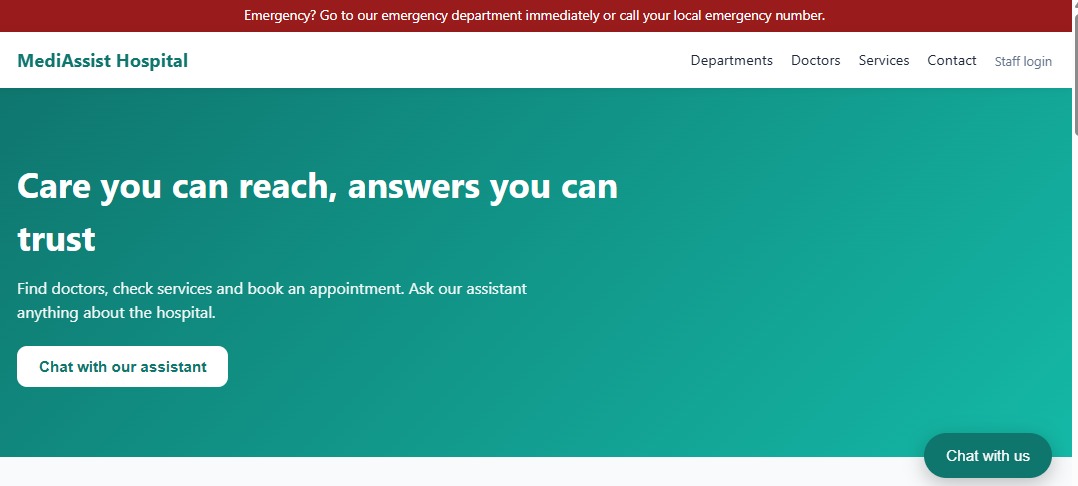 Emergency? Go to our emergency department immediately or call your local emergency number.
MediAssist Hospital
Departments
Doctors
Services
Contact
Staff login
Care you can reach, answers you can
trust
Find doctors, check services and book an appointment. Ask our assistant
anything about the hospital.
Chat with our assistant
Chat with us